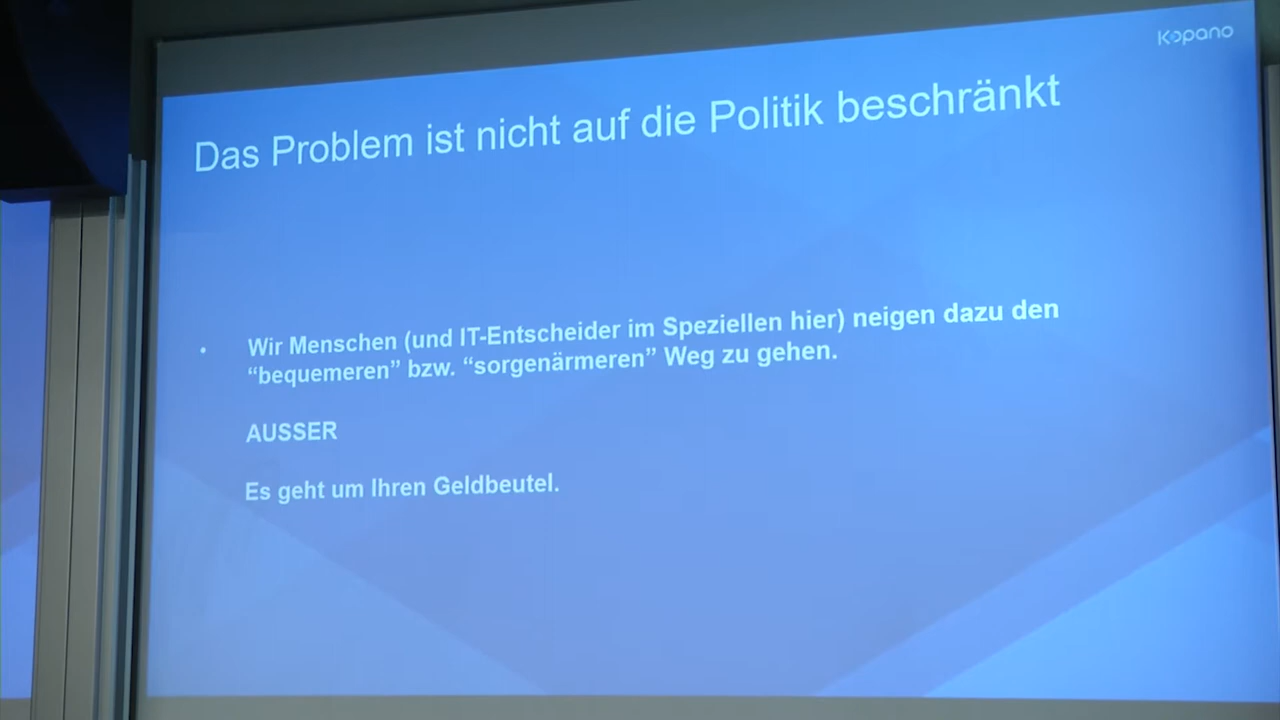 Kopano
Das Problem ist nicht auf die Politik beschränkt
• Wir Menschen (und IT-Entscheider im Speziellen hier) neigen dazu den
“bequemeren” bzw. “sorgenärmeren” Weg zu gehen.
AUSSER
Es geht um Ihren Geldbeutel.